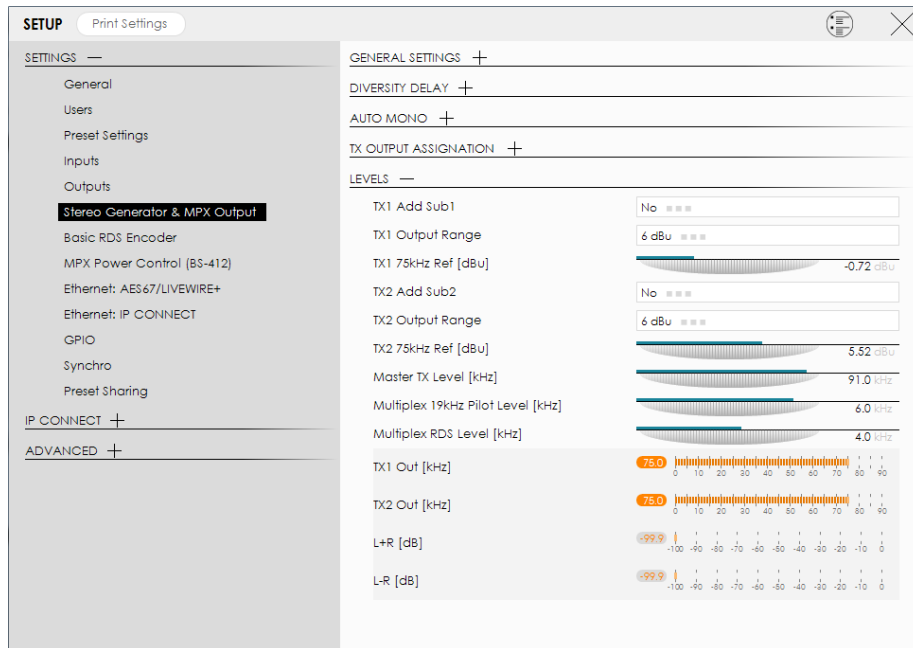 SETUP Print Settings
SETTINGS
General
Users
Preset Settings
Inputs
Outputs
Stereo Generator & MPX Output
Basic RDS Encoder
MPX Power Control (BS-412)
Ethernet: AES67/LIVEWIRE+
Ethernet: IP CONNECT
GPIO
Synchro
Preset Sharing
IP CONNECT
ADVANCED
GENERAL SETTINGS
DIVERSITY DELAY
AUTO MONO
TX OUTPUT ASSIGNATION
LEVELS
TX1 Add Sub1 No
TX1 Output Range 6 dBu
TX1 75kHz Ref [dBu] -0.72 dBu
TX2 Add Sub2 No
TX2 Output Range 6 dBu
TX2 75kHz Ref [dBu] 5.52 dBu
Master TX Level [kHz] 91.0 kHz
Multiplex 19kHz Pilot Level [kHz] 6.0 kHz
Multiplex RDS Level [kHz] 4.0 kHz
TX1 Out [kHz] 75.0
0 10 20 30 40 50 60 70 80 90
TX2 Out [kHz] 75.0
0 10 20 30 40 50 60 70 80 90
L+R [dB] -99.9
-100 -90 -80 -70 -60 -50 -40 -30 -20 -10 0
L-R [dB] -99.9
-100 -90 -80 -70 -60 -50 -40 -30 -20 -10 0